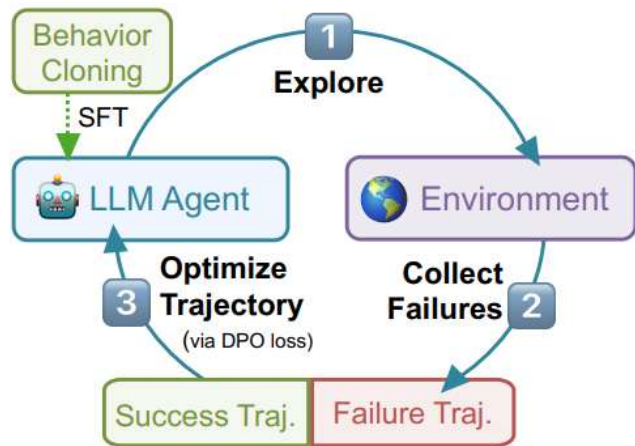 Behavior
Cloning
SFT
1
Explore
LLM Agent
Environment
3
Optimize
Trajectory
(via DPO loss)
Collect
Failures
2
Success Traj.
Failure Traj.